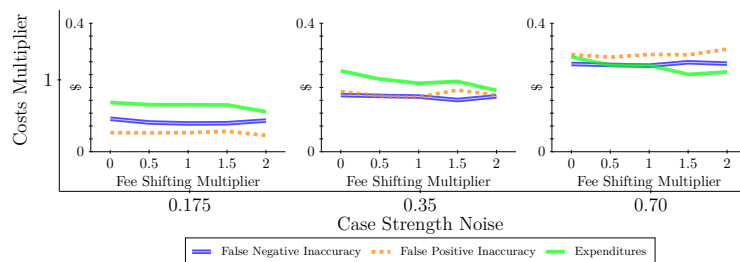 0.4
0.4
0.4
Costs Multiplier
1
$
$
$
0
0
0
0 0.5 1 1.5 2
0 0.5 1 1.5 2
0 0.5 1 1.5 2
Fee Shifting Multiplier
Fee Shifting Multiplier
Fee Shifting Multiplier
0.175
0.35
0.70
Case Strength Noise
False Negative Inaccuracy False Positive Inaccuracy Expenditures